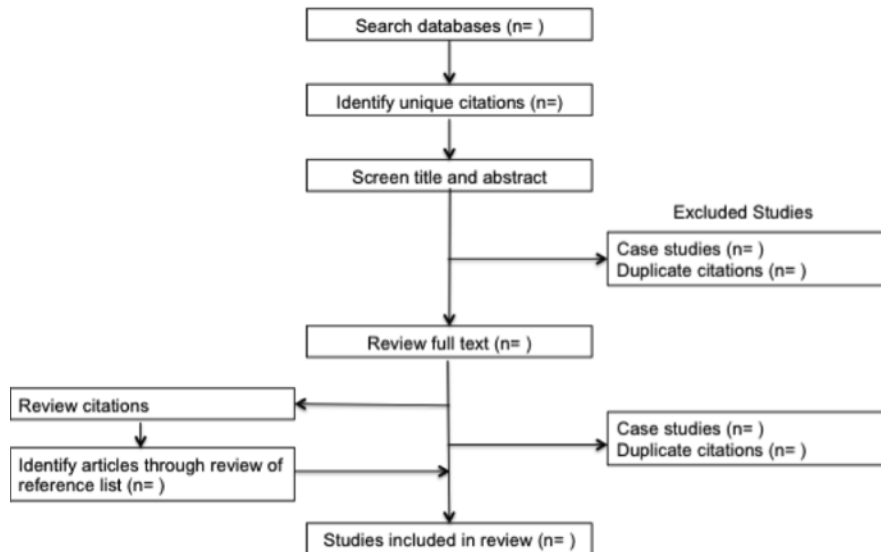 Search databases (n= )
Identify unique citations (n=)
Screen title and abstract
Excluded Studies
Case studies (n= )
Duplicate citations (n= )
Review full text (n= )
Review citations
Case studies (n= )
Duplicate citations (n= )
Identify articles through review of
reference list (n= )
Studies included in review (n= )